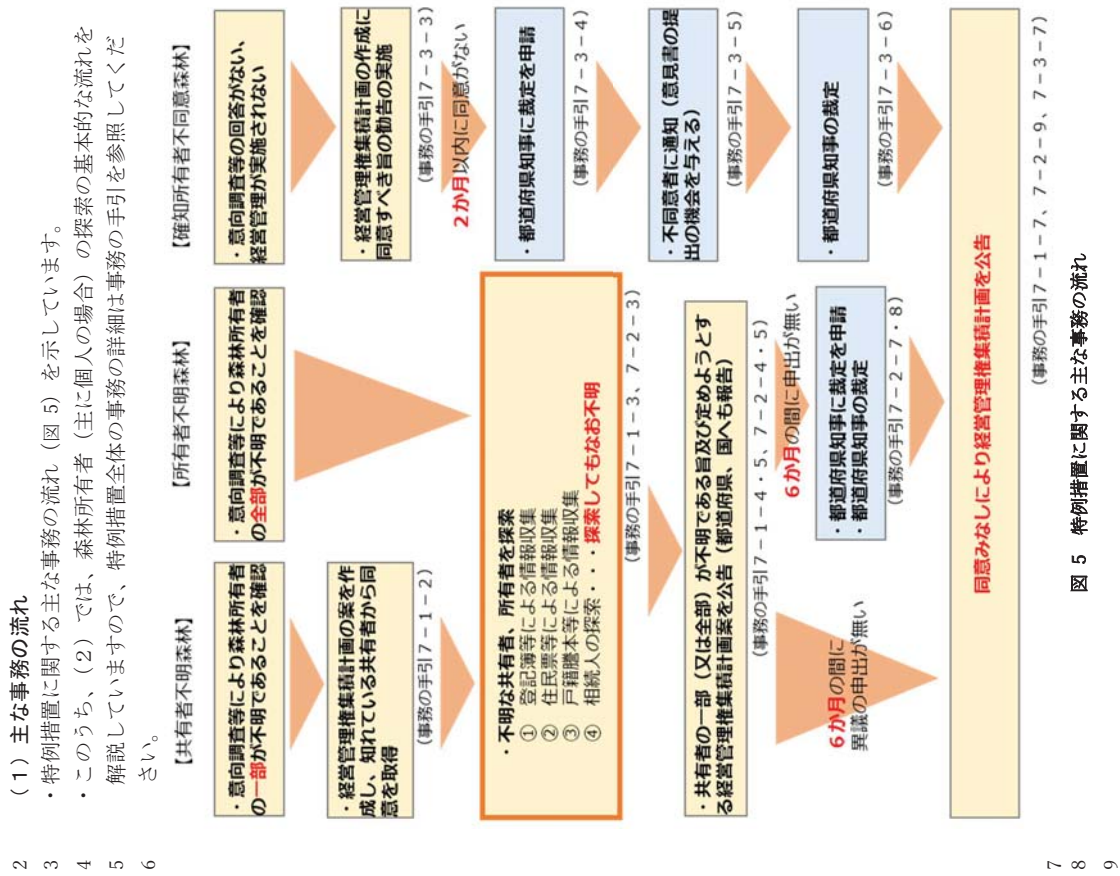 2
（1）主な事務の流れ
3
・特例措置に関する主な事務の流れ（図 5）を示しています。
4
・このうち、（2）では、森林所有者（主に個人の場合）の探索の基本的な流れを
5
解説していますので、特例措置全体の事務の詳細は事務の手引を参照してくだ
6
さい。
【共有者不明森林】
・意向調査等により森林所有者
の一部が不明であることを確認
・経営管理権集積計画の案を作
成し、知れている共有者から同
意を取得
（事務の手引７－１－２）
【所有者不明森林】
・意向調査等により森林所有者
の全部が不明であることを確認
・不明な共有者、所有者を探索
① 登記簿等による情報収集
② 住民票等による情報収集
③ 戸籍謄本等による情報収集
④ 相続人の探索・・・探索してもなお不明
（事務の手引７－１－３、７－２－３）
・共有者の一部（又は全部）が不明である旨及び定めようとす
る経営管理権集積計画案を公告（都道府県、国へも報告）
（事務の手引７－１－４・５、７－２－４・５）
６か月の間に
異議の申出が無い
６か月の間に申出が無い
・都道府県知事に裁定を申請
・都道府県知事の裁定
（事務の手引７－２－７・８）
【確知所有者不同意森林】
・意向調査等の回答がない、
経営管理が実施されない
・経営管理権集積計画の作成に
同意すべき旨の勧告の実施
（事務の手引７－３－３）
２か月以内に同意がない
・都道府県知事に裁定を申請
（事務の手引７－３－４）
・不同意者に通知（意見書の提
出の機会を与える）
（事務の手引７－３－５）
・都道府県知事の裁定
（事務の手引７－３－６）
同意みなしにより経営管理権集積計画を公告
（事務の手引７－１－７、７－２－９、７－３－７）
7
8
図 5 特例措置に関する主な事務の流れ
9